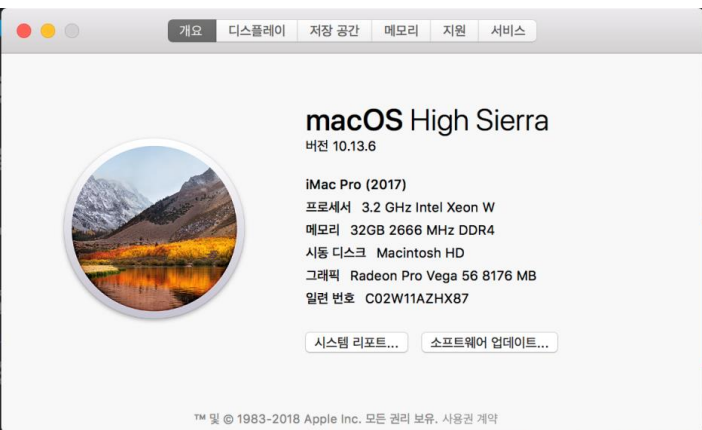 개요 디스플레이 저장 공간 메모리 지원 서비스
macOS High Sierra
버전 10.13.6
iMac Pro (2017)
프로세서 3.2 GHz Intel Xeon W
메모리 32GB 2666 MHz DDR4
시동 디스크 Macintosh HD
그래픽 Radeon Pro Vega 56 8176 MB
일련 번호 C02W11AZHX87
시스템 리포트... 소프트웨어 업데이트...
™ 및 © 1983-2018 Apple Inc. 모든 권리 보유. 사용권 계약